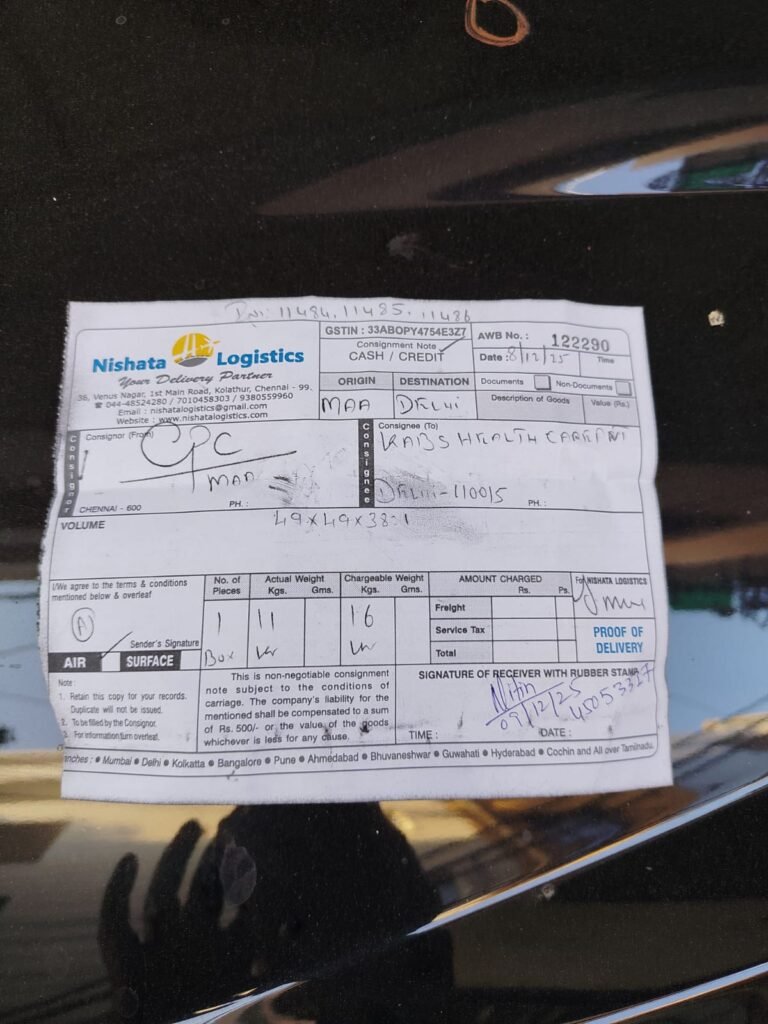 11484, 11485, 11486
Nishata Logistics
Your Delivery Partner
36, Venus Nagar, 1st Main Road, Kolathur, Chennai - 99.
☎ 044-48524280 / 7010458303 / 9380559960
Email : nishatalogistics@gmail.com
Website : www.nishatalogistics.com
GSTIN : 33ABOPY4754E3Z7
Consignment Note
CASH / CREDIT
AWB No. : 122290
Date : 8/12/25 Time
ORIGIN DESTINATION
MAA DELHI
Documents Non-Documents
Description of Goods Value (Rs.)
Consignor
Consignor (From)
CPC
MAA
CHENNAI - 600 PH. :
Consignee
Consignee (To)
KABS HEALTH CARE PVT
DELHI-110015
PH. :
VOLUME
49x49x38:1
I/We agree to the terms & conditions
mentioned below & overleaf
A
Sender's Signature
AIR SURFACE
No. of Pieces
1
Box
Actual Weight
Kgs. Gms.
11
Chargeable Weight
Kgs. Gms.
16
AMOUNT CHARGED
Rs. Ps.
Freight
Service Tax
Total
For NISHATA LOGISTICS
PROOF OF
DELIVERY
Note :
1. Retain this copy for your records.
Duplicate will not be issued.
2. To be filled by the Consignor.
3. For information turn overleaf.
This is non-negotiable consignment
note subject to the conditions of
carriage. The company's liability for the
mentioned shall be compensated to a sum
of Rs. 500/- or the value of the goods
whichever is less for any cause.
SIGNATURE OF RECEIVER WITH RUBBER STAMP
Nitin
09/12/25
TIME : DATE :
nches : • Mumbai • Delhi • Kolkatta • Bangalore • Pune • Ahmedabad • Bhuvaneshwar • Guwahati • Hyderabad • Cochin and All over Tamilnadu.